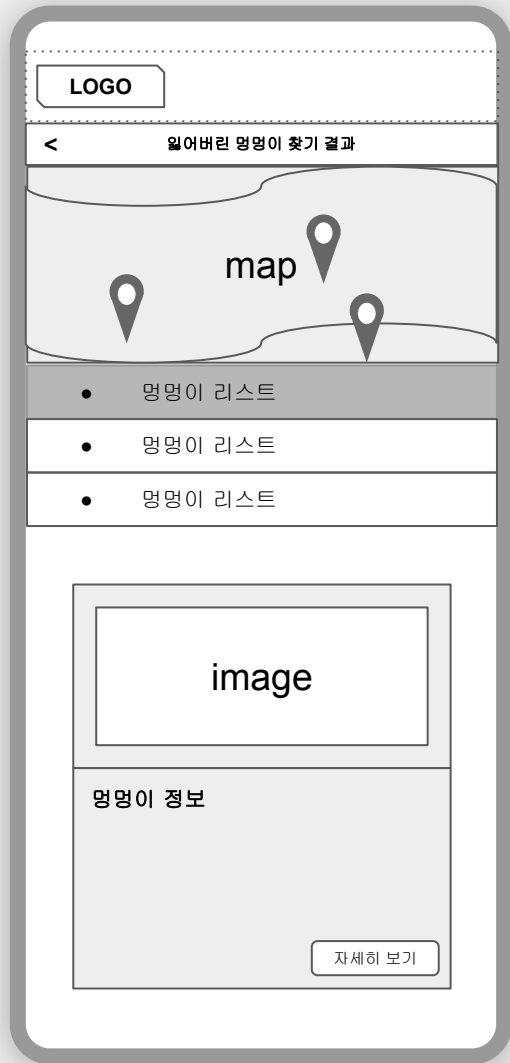 LOGO
< 잃어버린 멍멍이 찾기 결과
map
● 멍멍이 리스트
● 멍멍이 리스트
● 멍멍이 리스트
image
멍멍이 정보
자세히 보기